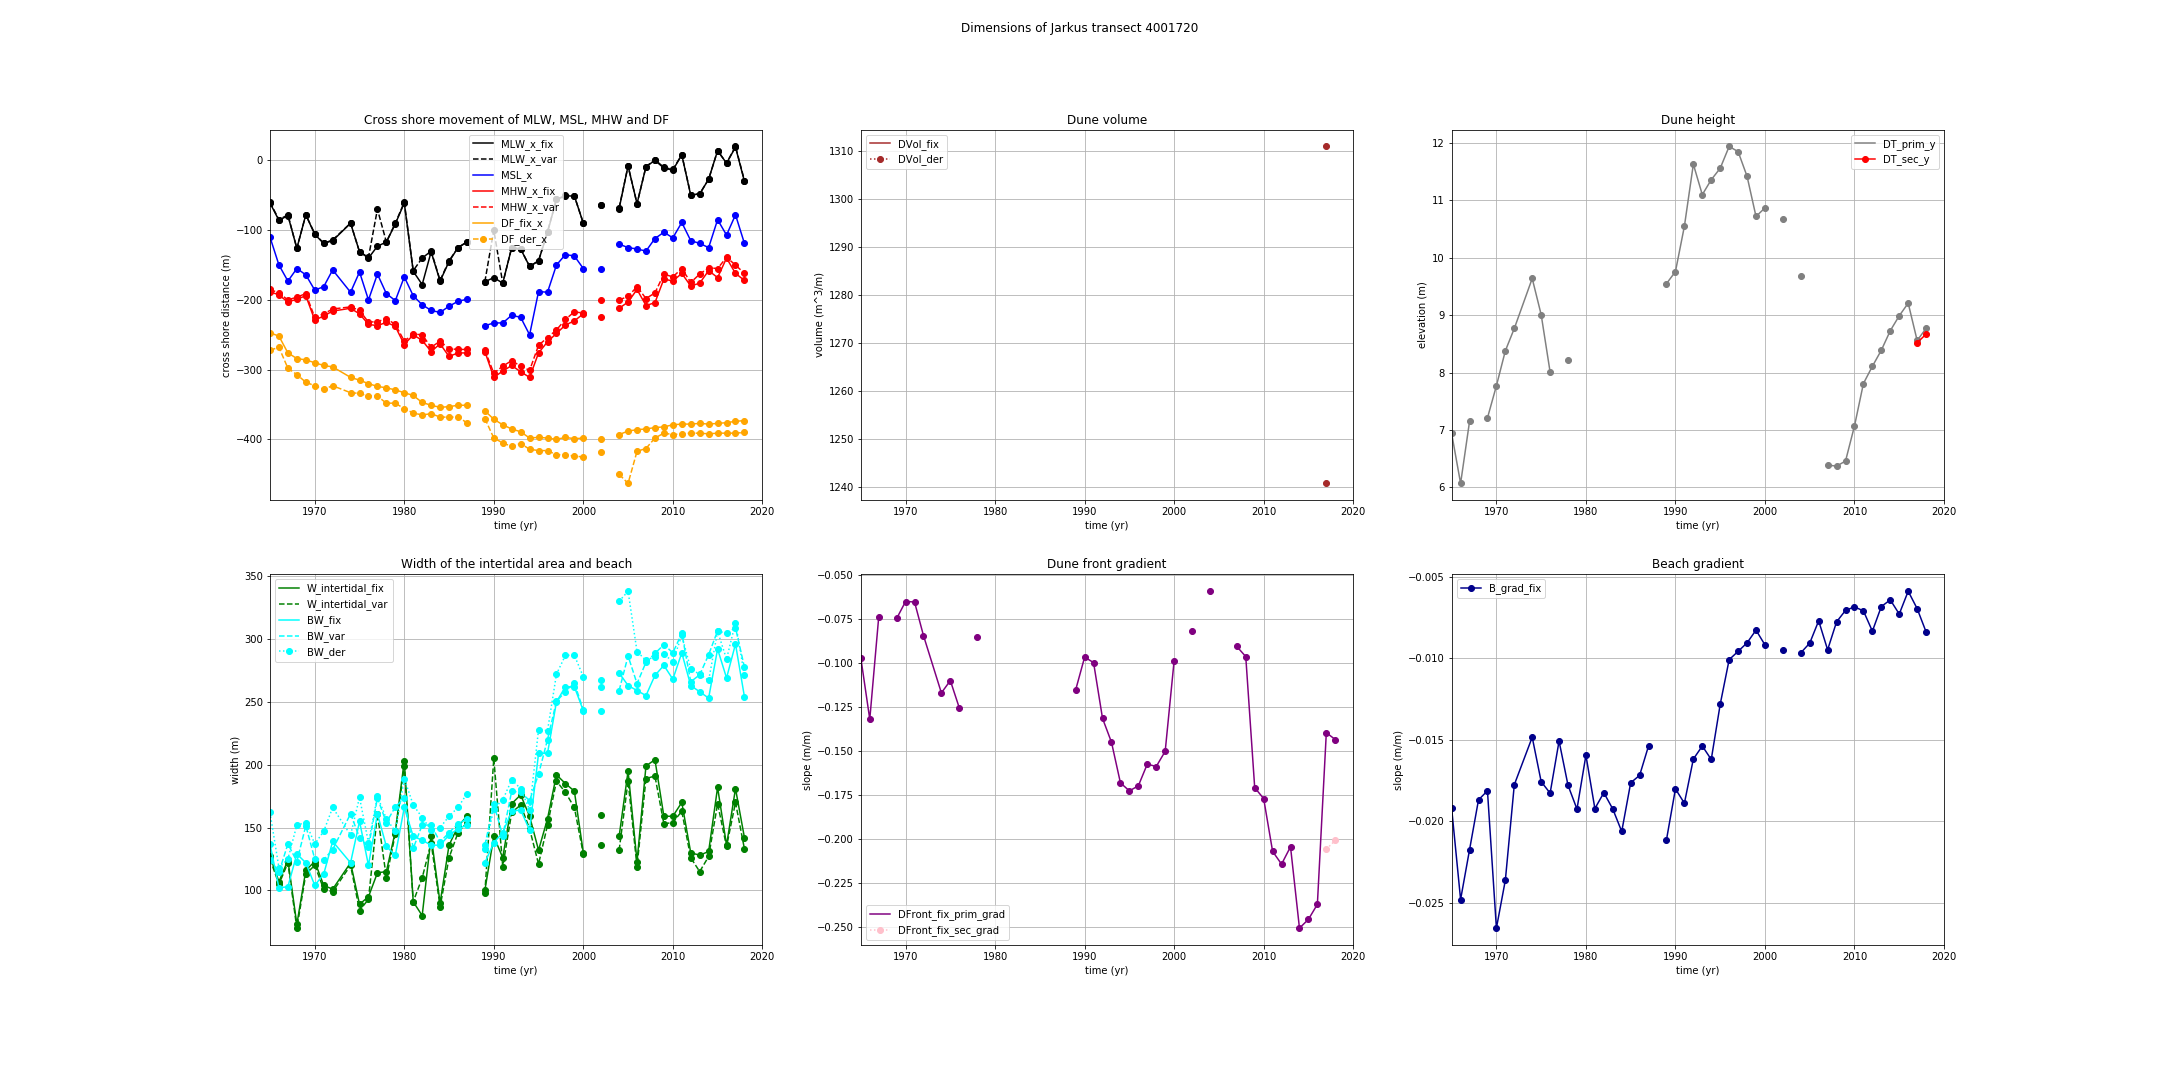 Dimensions of Jarkus transect 4001720
Cross shore movement of MLW, MSL, MHW and DF
cross shore distance (m)
0
−100
−200
−300
−400
MLW_x_fix
MLW_x_var
MSL_x
MHW_x_fix
MHW_x_var
DF_fix_x
DF_der_x
1970 1980 1990 2000 2010 2020
time (yr)
Dune volume
volume (m^3/m)
1310
1300
1290
1280
1270
1260
1250
1240
DVol_fix
DVol_der
1970 1980 1990 2000 2010 2020
time (yr)
Dune height
elevation (m)
12
11
10
9
8
7
6
DT_prim_y
DT_sec_y
1970 1980 1990 2000 2010 2020
time (yr)
Width of the intertidal area and beach
width (m)
350
300
250
200
150
100
W_intertidal_fix
W_intertidal_var
BW_fix
BW_var
BW_der
1970 1980 1990 2000 2010 2020
time (yr)
Dune front gradient
slope (m/m)
−0.050
−0.075
−0.100
−0.125
−0.150
−0.175
−0.200
−0.225
−0.250
DFront_fix_prim_grad
DFront_fix_sec_grad
1970 1980 1990 2000 2010 2020
time (yr)
Beach gradient
slope (m/m)
−0.005
−0.010
−0.015
−0.020
−0.025
B_grad_fix
1970 1980 1990 2000 2010 2020
time (yr)